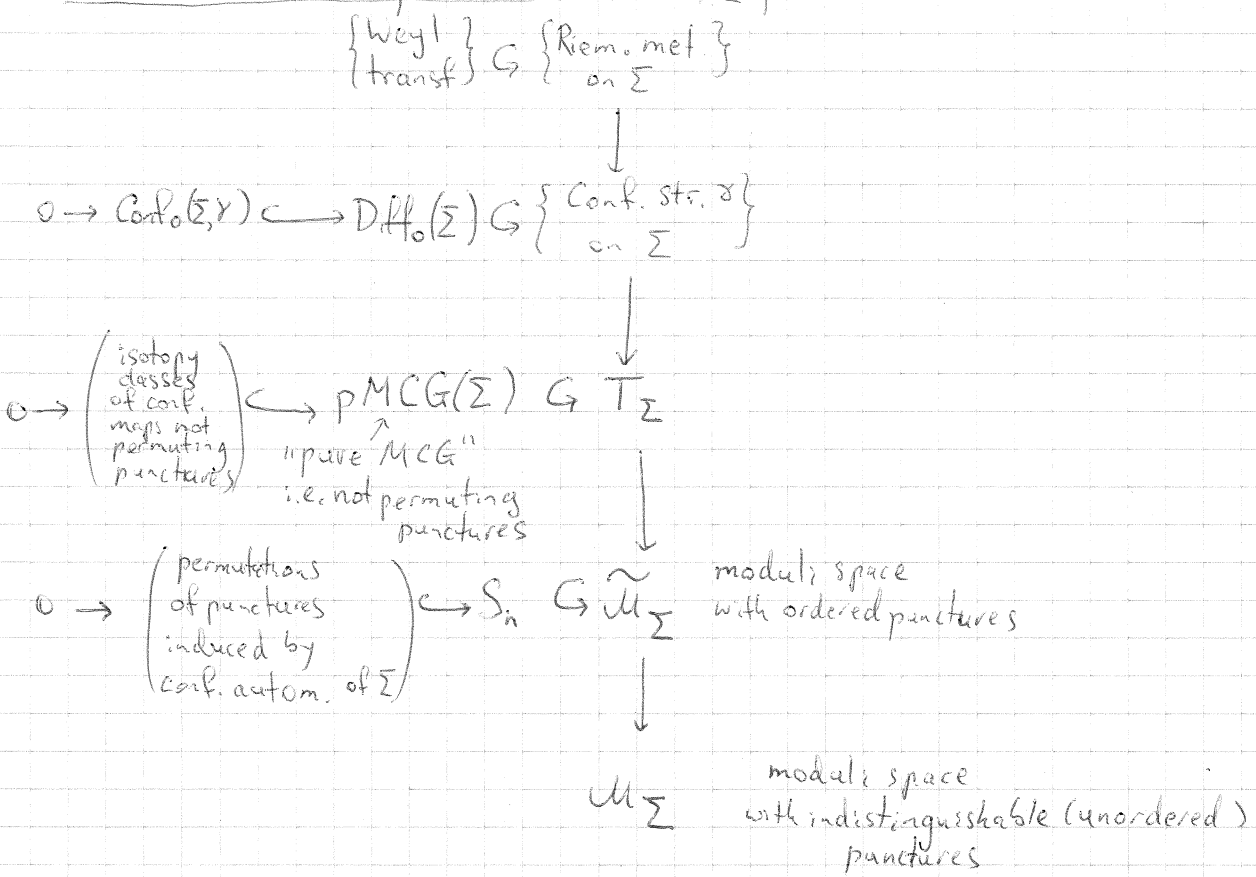 {Weyl transf} ↻ {Riem. met. on Σ}
↓
0 → Conf₀(Σ,γ) ↪ Diff₀(Σ) ↻ {Conf. str. γ on Σ}
↓
0 → (isotopy classes of conf. maps not permuting punctures) ↪ pMCG(Σ) ↻ T_Σ
↗
"pure MCG"
i.e. not permuting
punctures
↓
0 → (permutations of punctures induced by conf. autom. of Σ) ↪ Sₙ ↻ M̃_Σ
moduli space
with ordered punctures
↓
M_Σ
moduli space
with indistinguishable (unordered)
punctures